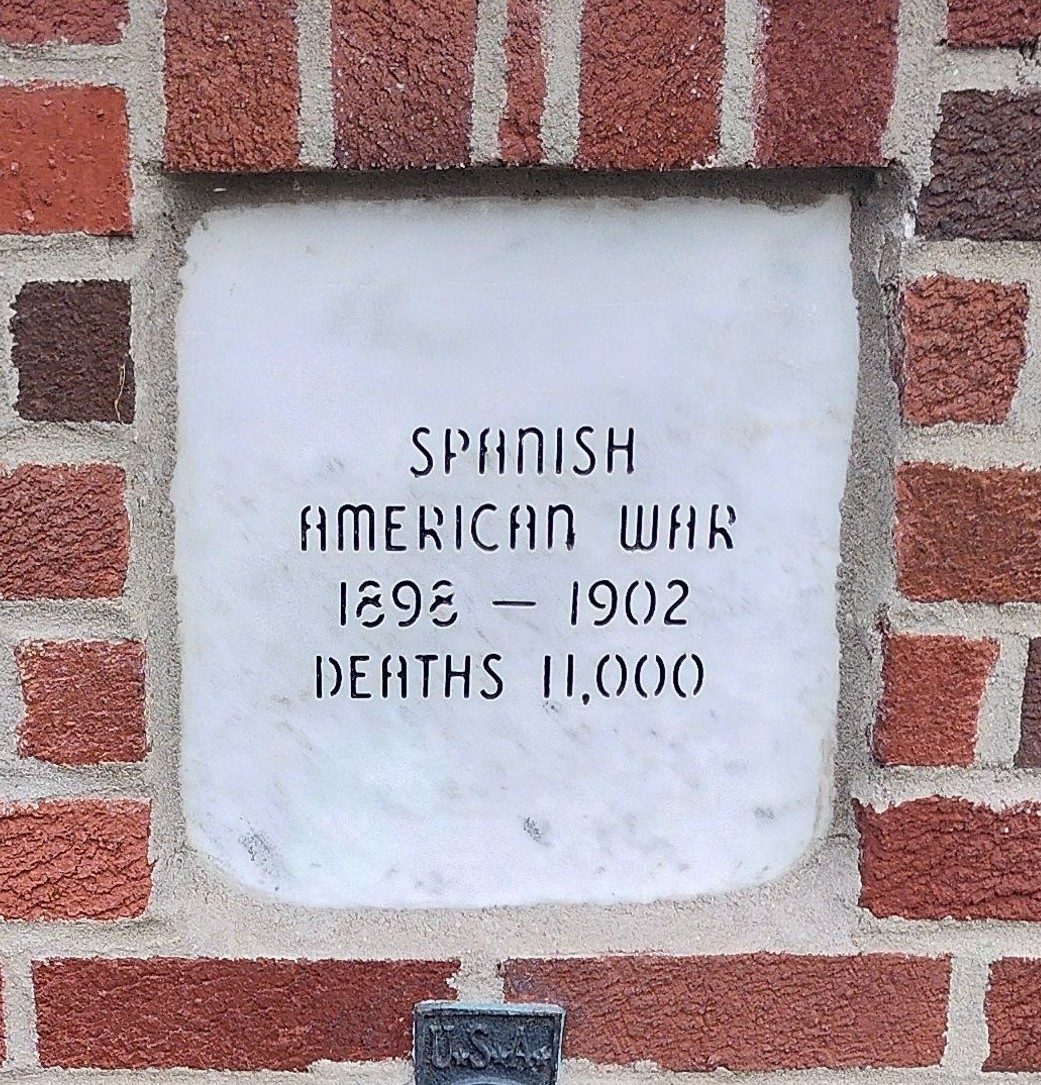 SPANISH
AMERICAN WAR
1898 — 1902
DEATHS 11,000
U.S.A.